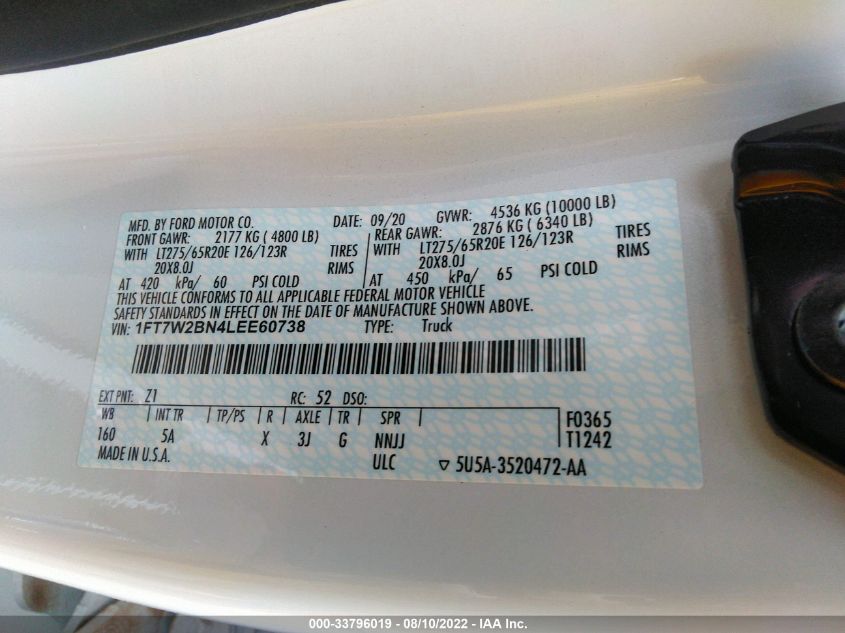 MFD. BY FORD MOTOR CO. DATE: 09/20 GVWR: 4536 KG (10000 LB)
FRONT GAWR: 2177 KG ( 4800 LB) REAR GAWR: 2876 KG ( 6340 LB)
WITH LT275/65R20E 126/123R TIRES WITH LT275/65R20E 126/123R TIRES
20X8.0J RIMS 20X8.0J RIMS
AT 420 kPa/ 60 PSI COLD AT 450 kPa/ 65 PSI COLD
THIS VEHICLE CONFORMS TO ALL APPLICABLE FEDERAL MOTOR VEHICLE
SAFETY STANDARDS IN EFFECT ON THE DATE OF MANUFACTURE SHOWN ABOVE.
VIN: 1FT7W2BN4LEE60738 TYPE: Truck
EXT PNT: Z1 RC: 52 DSO:
WB INT TR TP/PS R AXLE TR SPR F0365
160 5A X 3J G NNJJ T1242
MADE IN U.S.A. ULC ▽ 5U5A-3520472-AA
000-33796019 - 08/10/2022 - IAA Inc.